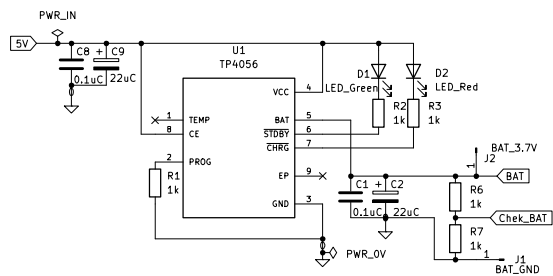 PWR_IN
5V
C8 + C9
0.1uC 22uC
U1
TP4056
1 TEMP
8 CE
2 PROG
VCC 4
BAT 5
STDBY 6
CHRG 7
EP 9
GND 3
R1
1k
D1
LED_Green
D2
LED_Red
R2
1k
R3
1k
BAT_3.7V
1
J2
BAT
C1 + C2
0.1uC 22uC
R6
1k
Chek_BAT
R7
1k
1
J1
BAT_GND
PWR_0V